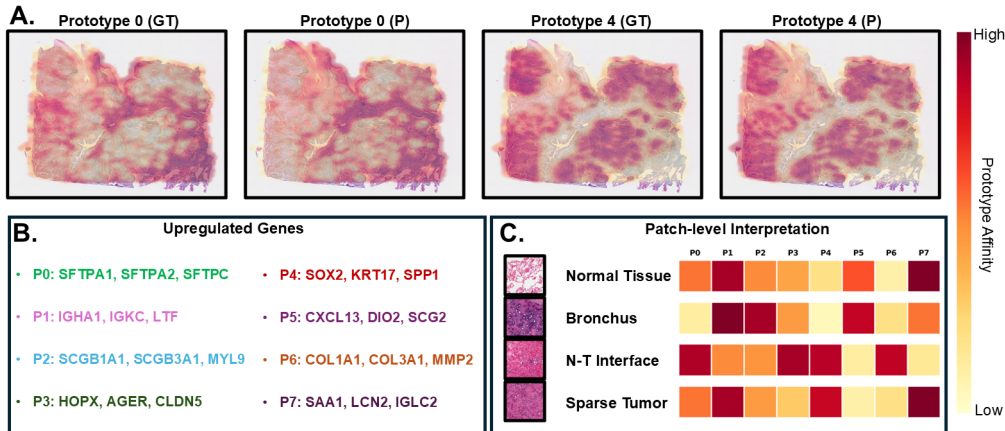 A.
Prototype 0 (GT) Prototype 0 (P) Prototype 4 (GT) Prototype 4 (P)
High
Prototype Affinity
Low
B.
Upregulated Genes
• P0: SFTPA1, SFTPA2, SFTPC
• P1: IGHA1, IGKC, LTF
• P2: SCGB1A1, SCGB3A1, MYL9
• P3: HOPX, AGER, CLDN5
• P4: SOX2, KRT17, SPP1
• P5: CXCL13, DIO2, SCG2
• P6: COL1A1, COL3A1, MMP2
• P7: SAA1, LCN2, IGLC2
C.
Patch-level Interpretation
P0 P1 P2 P3 P4 P5 P6 P7
Normal Tissue
Bronchus
N-T Interface
Sparse Tumor